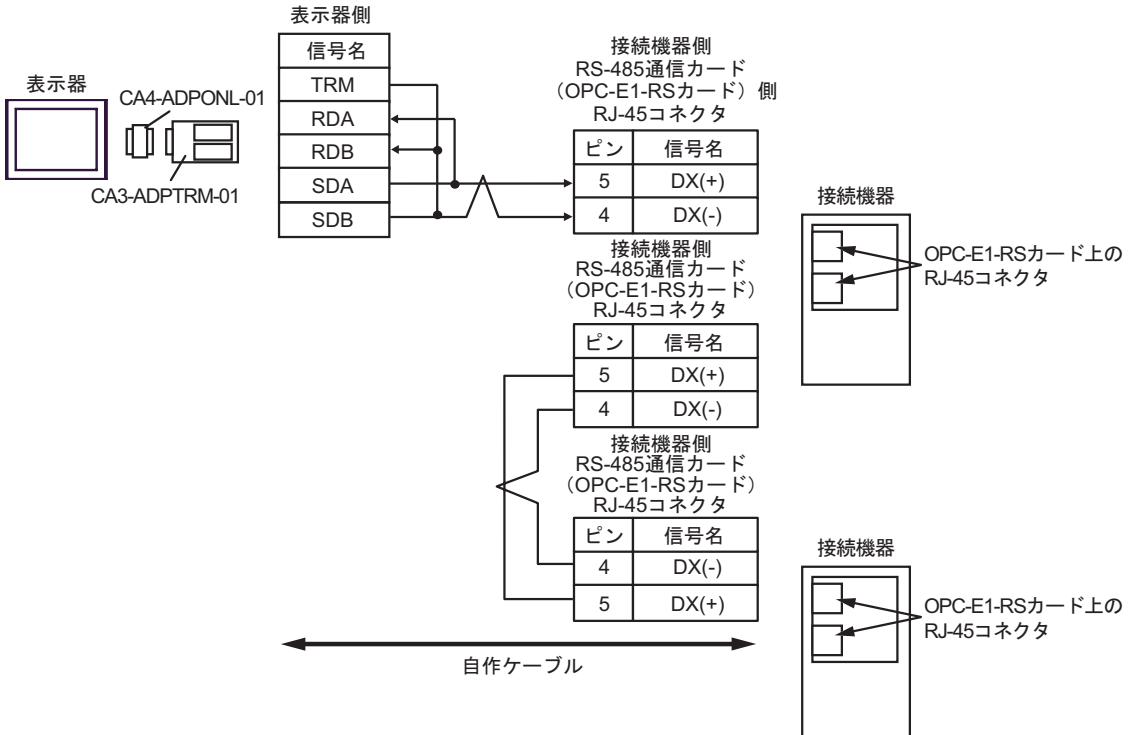 表示器
CA4-ADPONL-01
CA3-ADPTRM-01
表示器側
信号名
TRM
RDA
RDB
SDA
SDB
接続機器側
RS-485通信カード
（OPC-E1-RSカード）側
RJ-45コネクタ
ピン 信号名
5 DX(+)
4 DX(-)
接続機器側
RS-485通信カード
（OPC-E1-RSカード）
RJ-45コネクタ
ピン 信号名
5 DX(+)
4 DX(-)
接続機器側
RS-485通信カード
（OPC-E1-RSカード）
RJ-45コネクタ
ピン 信号名
4 DX(-)
5 DX(+)
自作ケーブル
接続機器
OPC-E1-RSカード上の
RJ-45コネクタ
接続機器
OPC-E1-RSカード上の
RJ-45コネクタ